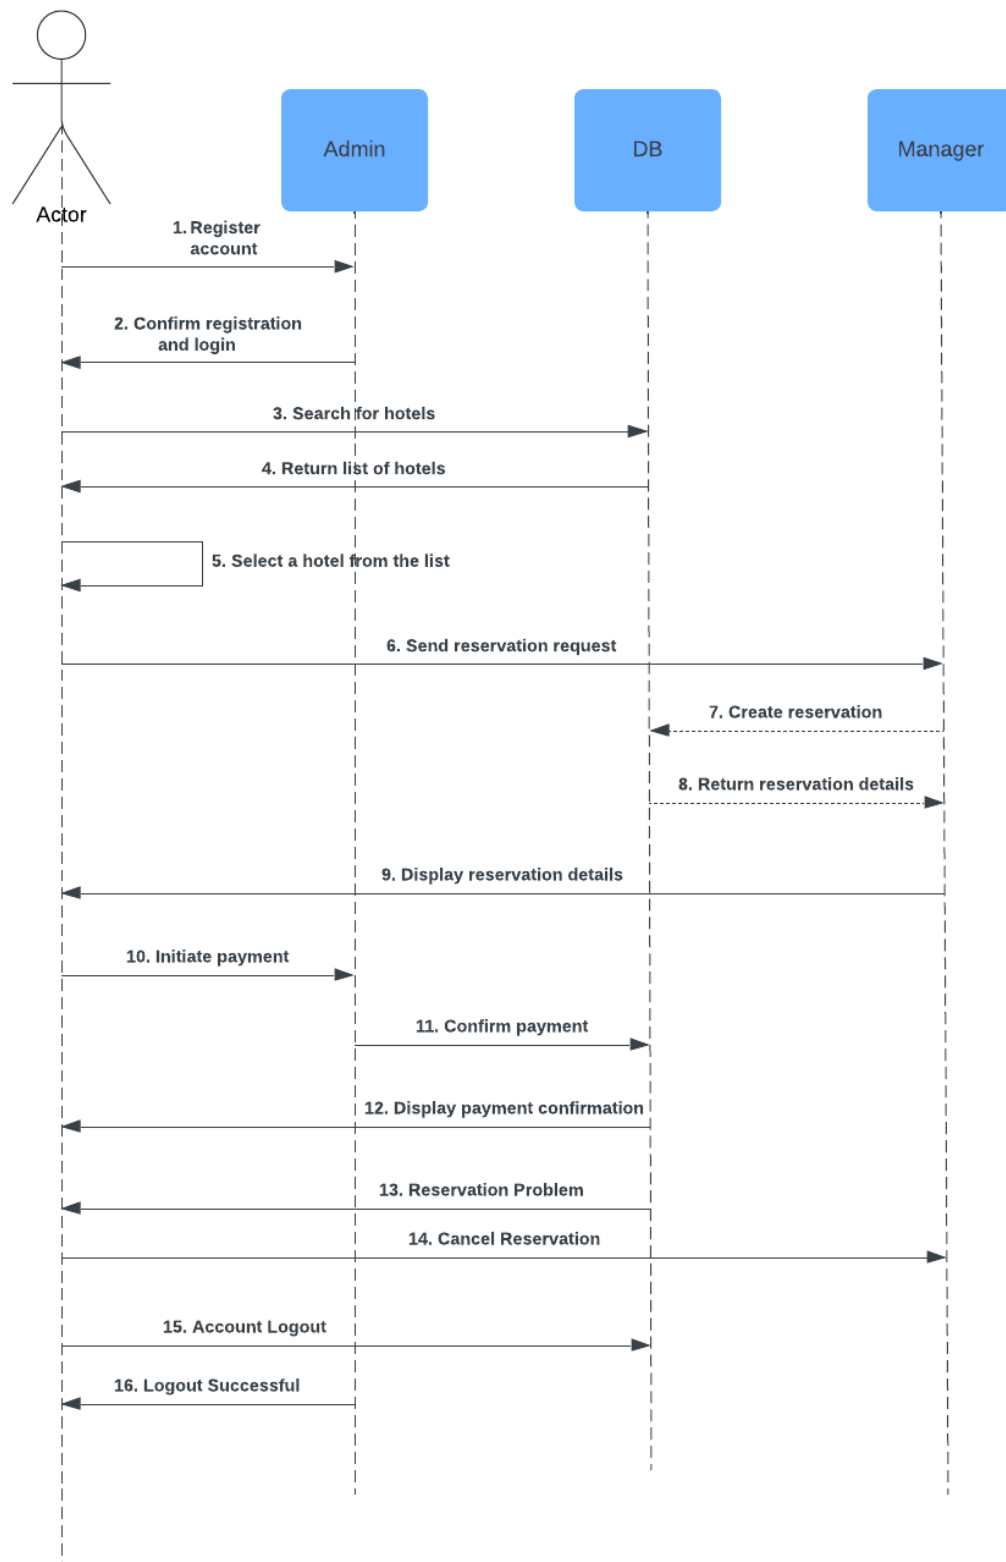 Admin
DB
Manager
Actor
1. Register
account
2. Confirm registration
and login
3. Search for hotels
4. Return list of hotels
5. Select a hotel from the list
6. Send reservation request
7. Create reservation
8. Return reservation details
9. Display reservation details
10. Initiate payment
11. Confirm payment
12. Display payment confirmation
13. Reservation Problem
14. Cancel Reservation
15. Account Logout
16. Logout Successful